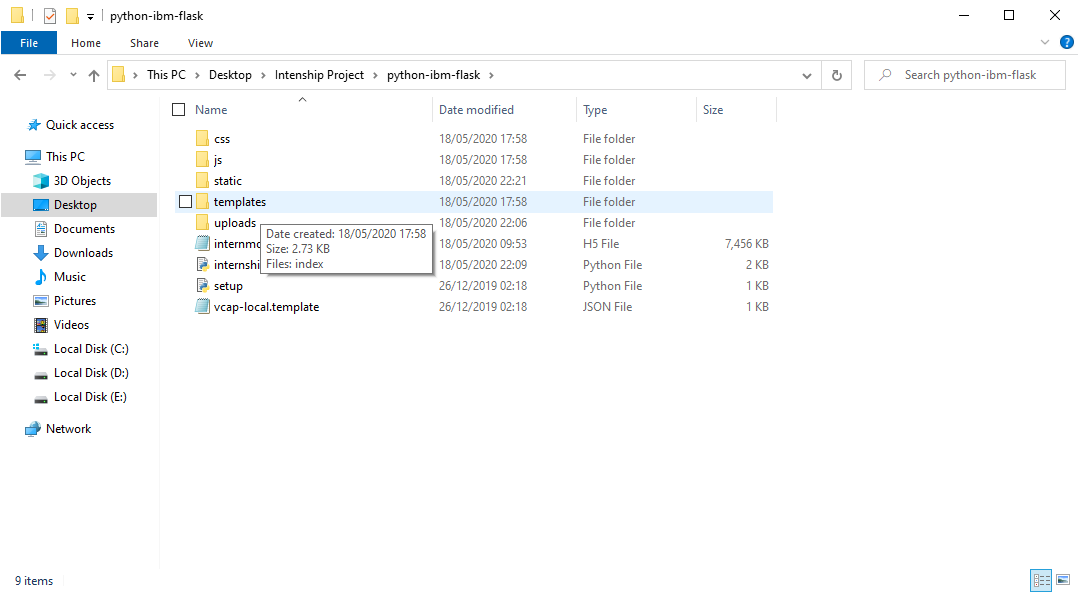 python-ibm-flask
File Home Share View
This PC Desktop Intenship Project python-ibm-flask
Search python-ibm-flask
Quick access
This PC
3D Objects
Desktop
Documents
Downloads
Music
Pictures
Videos
Local Disk (C:)
Local Disk (D:)
Local Disk (E:)
Network
Name Date modified Type Size
css 18/05/2020 17:58 File folder
js 18/05/2020 17:58 File folder
static 18/05/2020 22:21 File folder
templates 18/05/2020 17:58 File folder
uploads 18/05/2020 22:06 File folder
internmo 18/05/2020 09:53 H5 File 7,456 KB
internshi 18/05/2020 22:09 Python File 2 KB
setup 26/12/2019 02:18 Python File 1 KB
vcap-local.template 26/12/2019 02:18 JSON File 1 KB
Date created: 18/05/2020 17:58
Size: 2.73 KB
Files: index
9 items